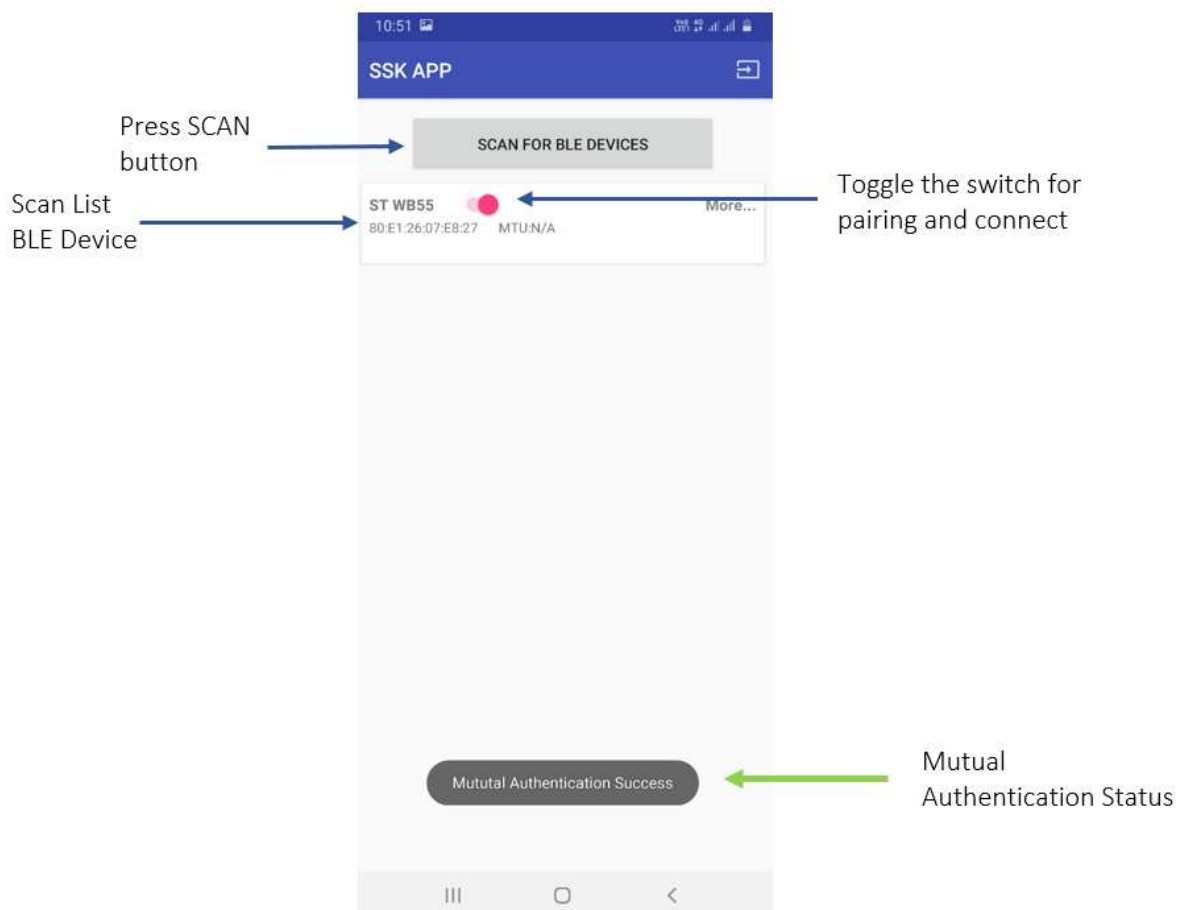 10:51
SSK APP
Press SCAN
button
SCAN FOR BLE DEVICES
Scan List
BLE Device
ST WB55
More...
80:E1:26:07:E8:27 MTU:N/A
Toggle the switch for
pairing and connect
Mututal Authentication Success
Mutual
Authentication Status